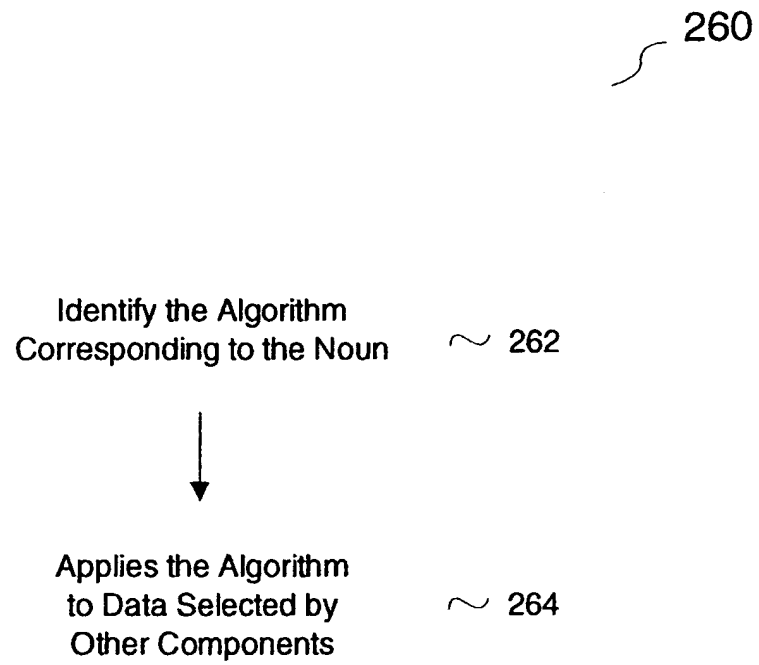 260
Identify the Algorithm
Corresponding to the Noun
262
Applies the Algorithm
to Data Selected by
Other Components
264